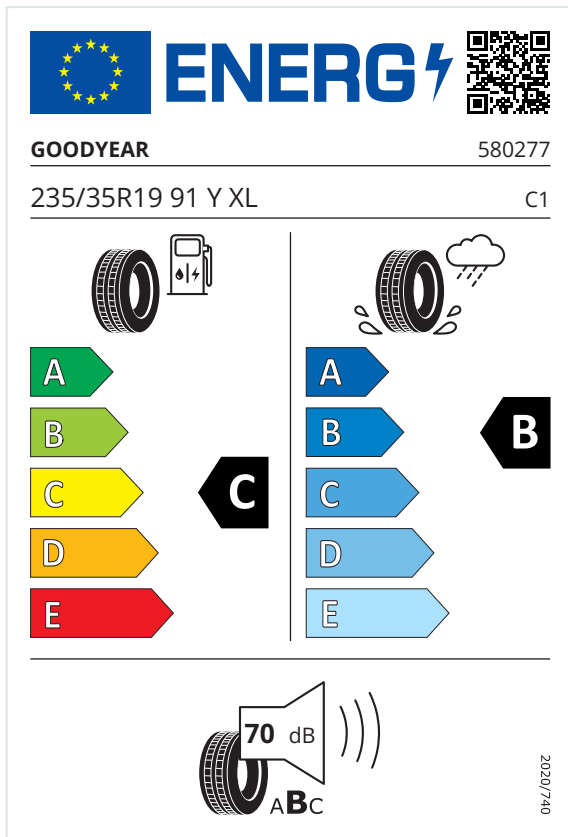 ENERG
GOODYEAR 580277
235/35R19 91 Y XL C1
A A
B B B
C C C
D D
E E
70 dB
ABC
2020/740